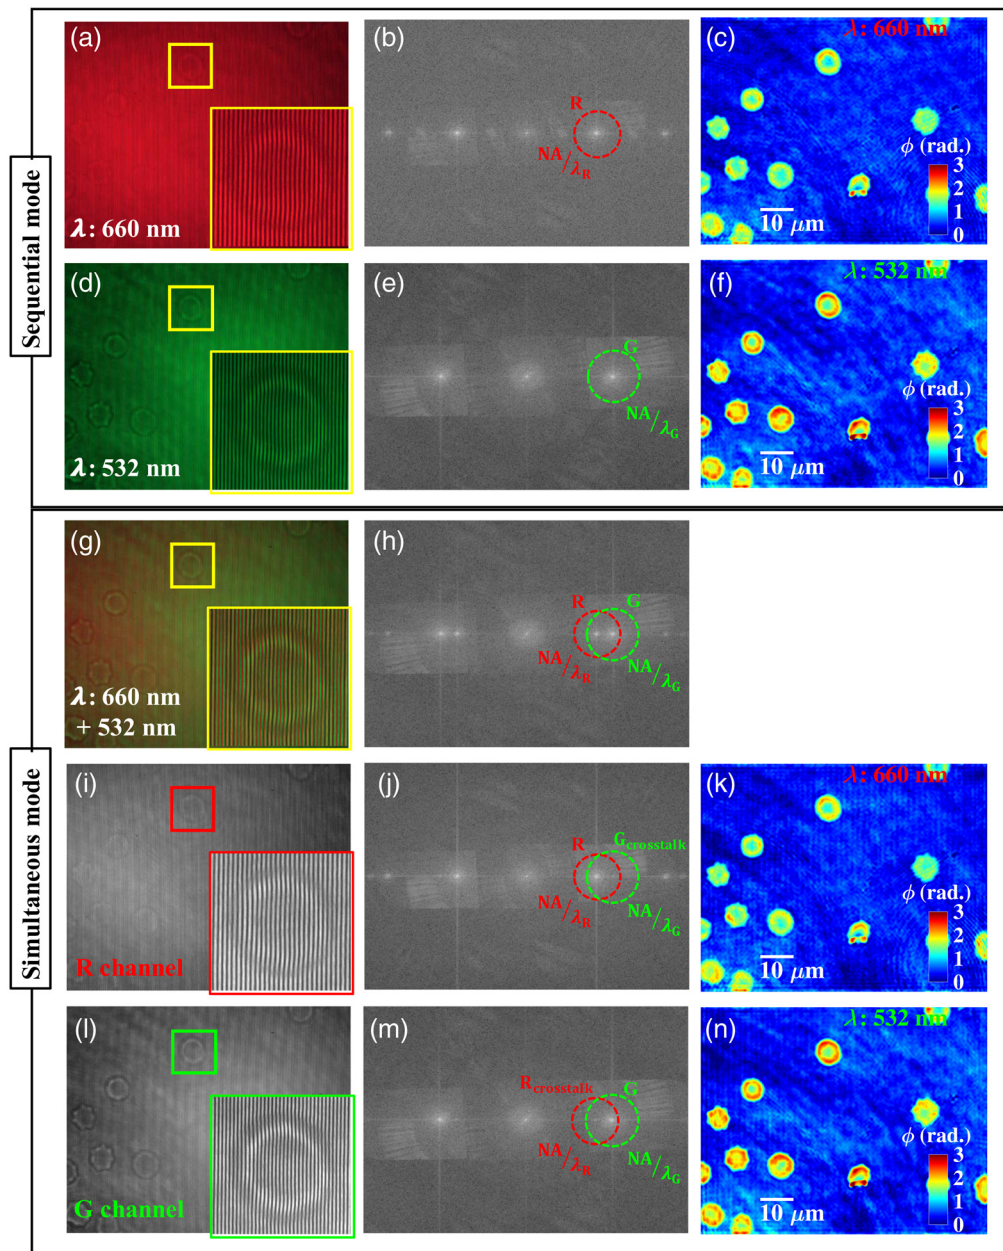 Sequential mode
(a)
λ: 660 nm
(b)
R
NA/λR
(c)
λ: 660 nm
ϕ (rad.)
3
2
1
0
10 μm
(d)
λ: 532 nm
(e)
G
NA/λG
(f)
λ: 532 nm
ϕ (rad.)
3
2
1
0
10 μm
Simultaneous mode
(g)
λ: 660 nm
+ 532 nm
(h)
R
G
NA/λR
NA/λG
(i)
R channel
(j)
R
Gcrosstalk
NA/λR
NA/λG
(k)
λ: 660 nm
ϕ (rad.)
3
2
1
0
10 μm
(l)
G channel
(m)
Rcrosstalk
G
NA/λR
NA/λG
(n)
λ: 532 nm
ϕ (rad.)
3
2
1
0
10 μm